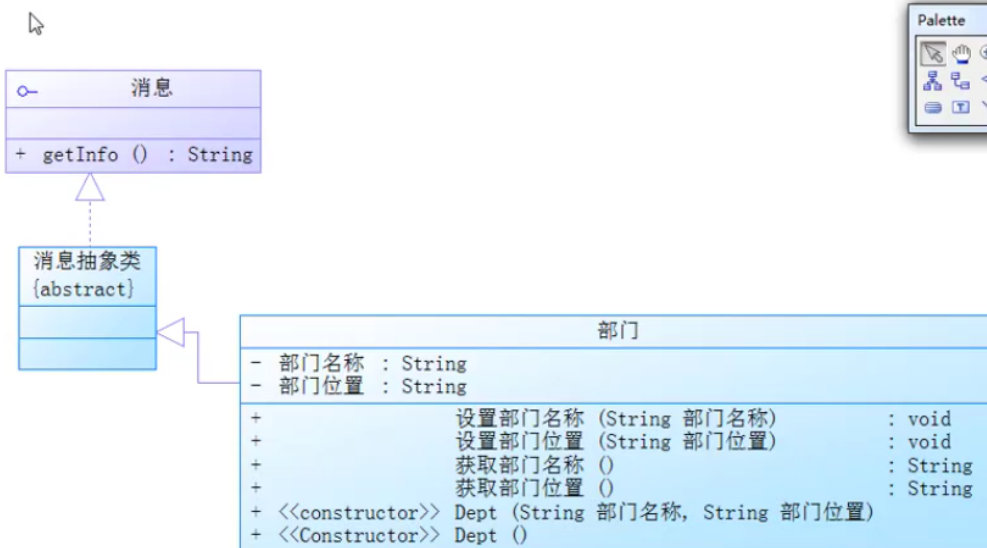 Palette
消息
+ getInfo () : String
消息抽象类
{abstract}
部门
- 部门名称 : String
- 部门位置 : String
+ 设置部门名称 (String 部门名称) : void
+ 设置部门位置 (String 部门位置) : void
+ 获取部门名称 () : String
+ 获取部门位置 () : String
+ <<constructor>> Dept (String 部门名称, String 部门位置)
+ <<Constructor>> Dept ()